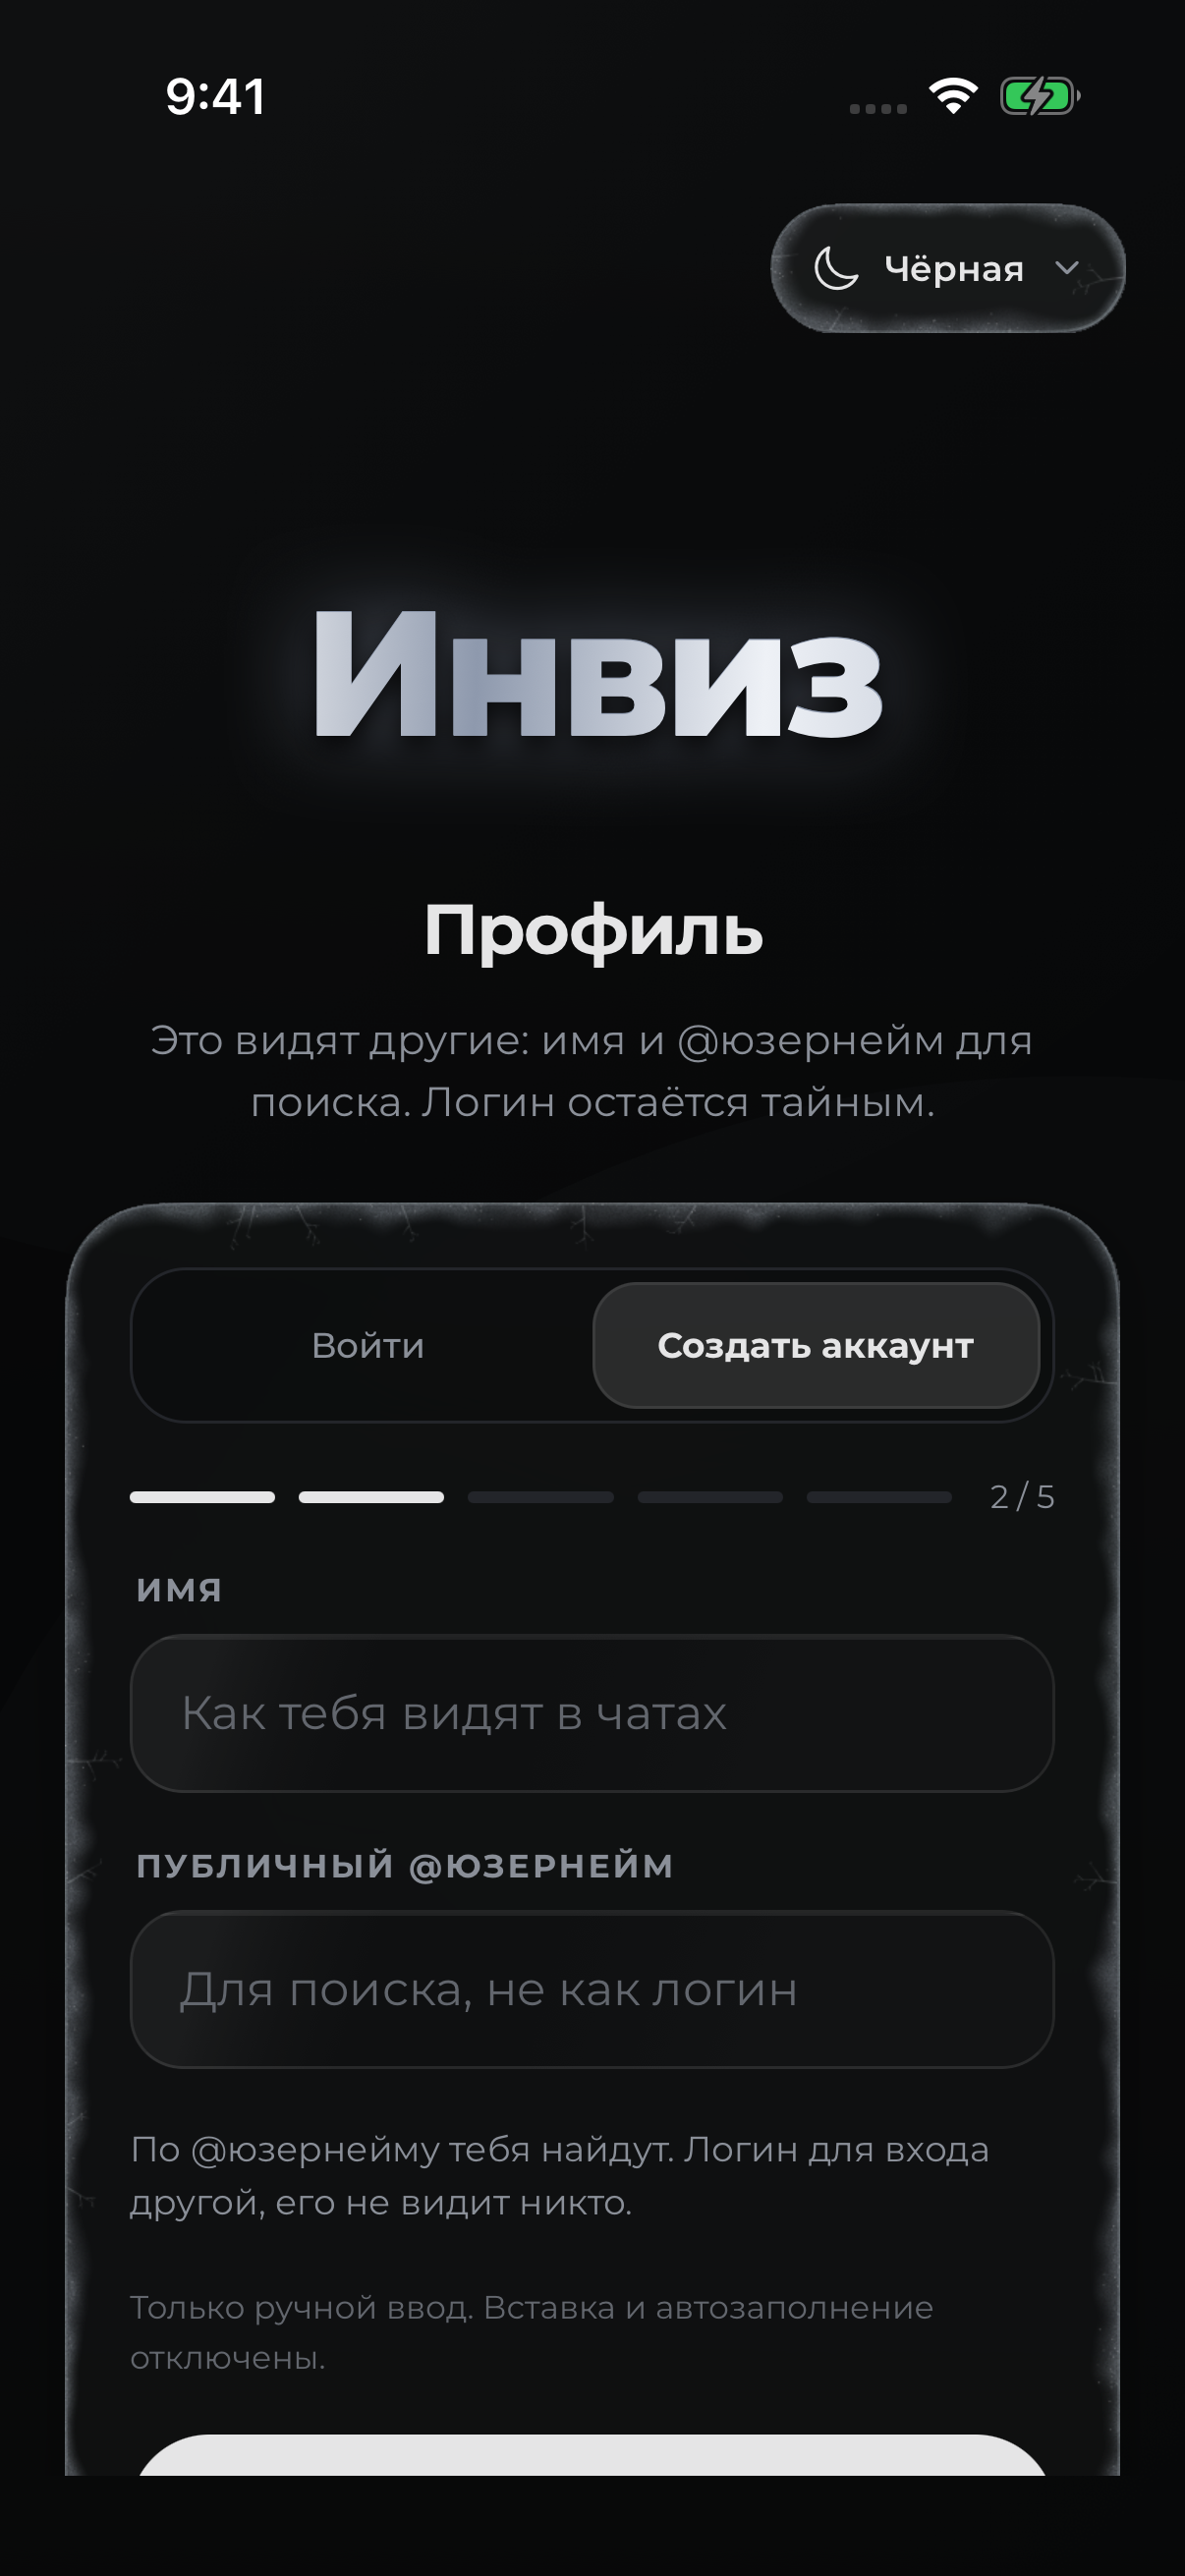 9:41
Чёрная
Инвиз
Профиль
Это видят другие: имя и @юзернейм для
поиска. Логин остаётся тайным.
Войти
Создать аккаунт
2 / 5
ИМЯ
Как тебя видят в чатах
ПУБЛИЧНЫЙ @ЮЗЕРНЕЙМ
Для поиска, не как логин
По @юзернейму тебя найдут. Логин для входа
другой, его не видит никто.
Только ручной ввод. Вставка и автозаполнение
отключены.